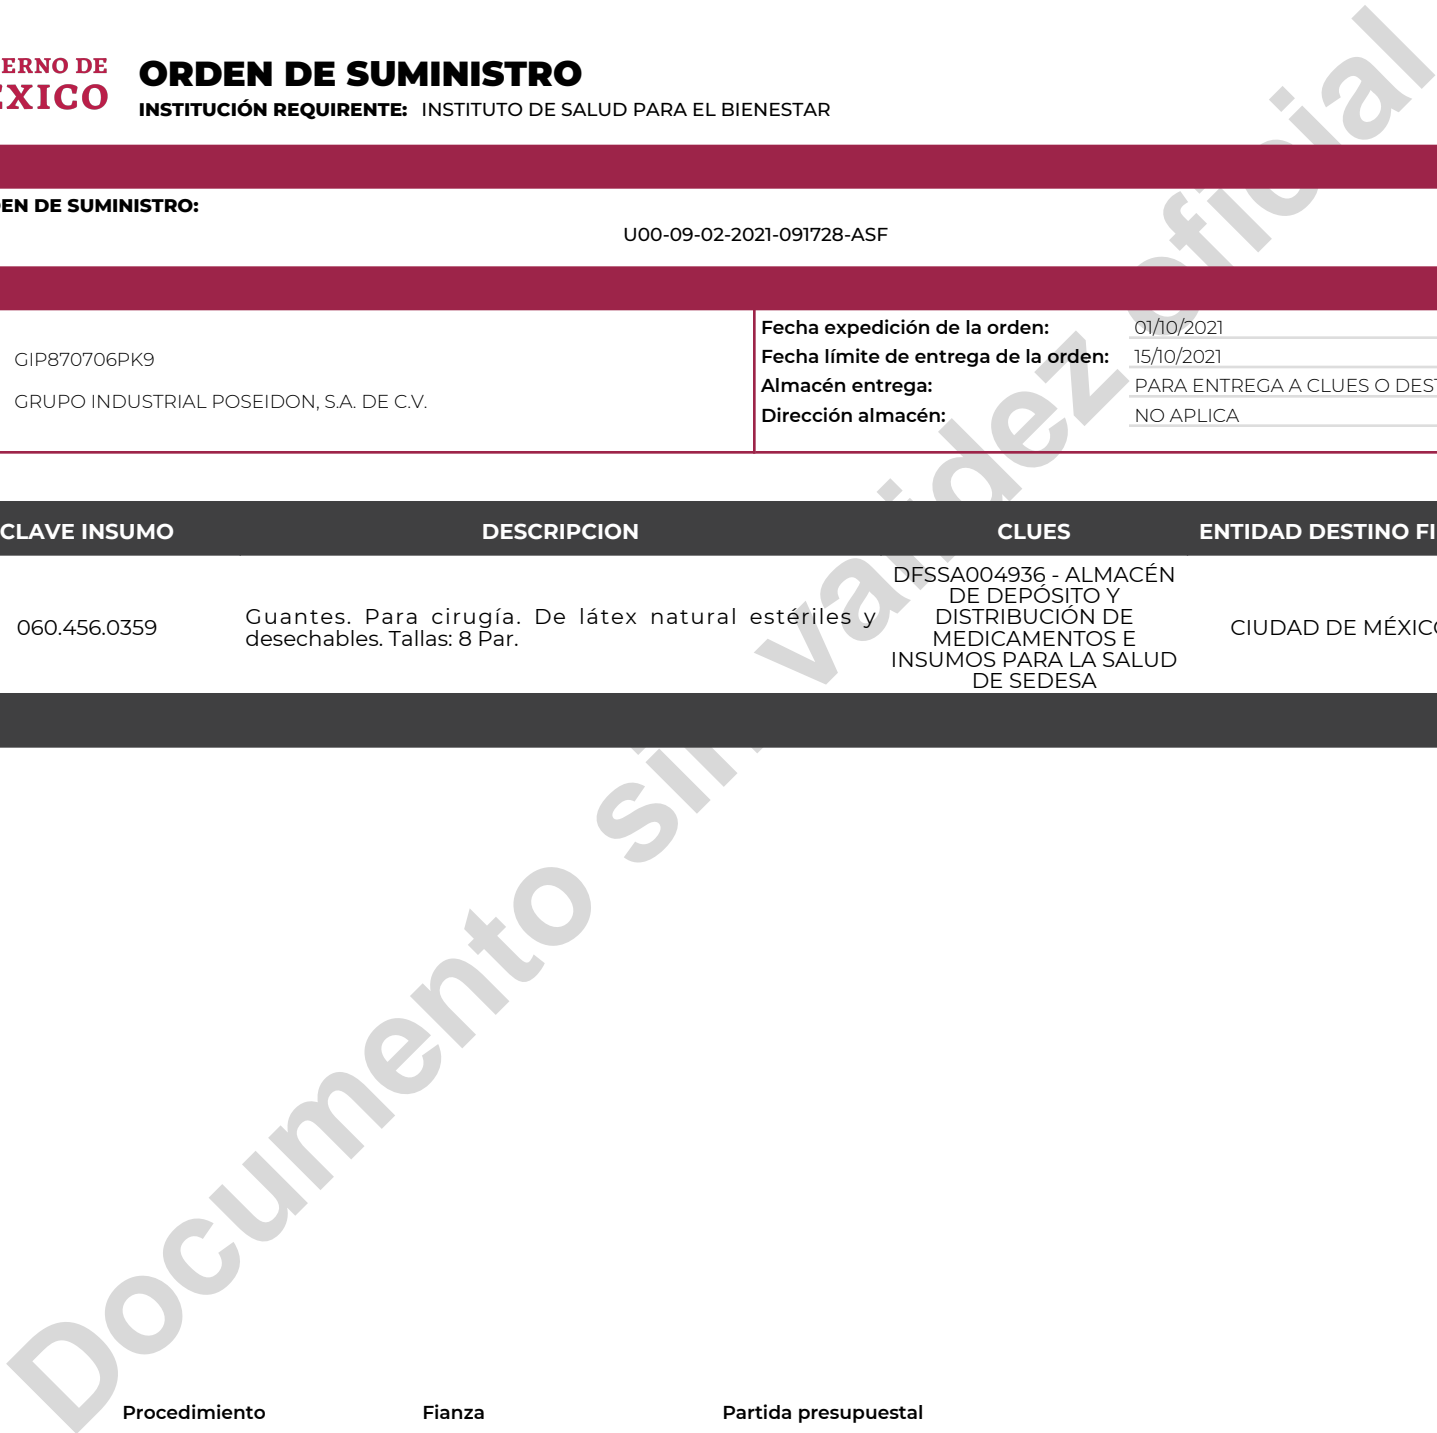 ERNO DE
ÉXICO
ORDEN DE SUMINISTRO
INSTITUCIÓN REQUIRENTE: INSTITUTO DE SALUD PARA EL BIENESTAR
EN DE SUMINISTRO:
U00-09-02-2021-091728-ASF
GIP870706PK9
GRUPO INDUSTRIAL POSEIDON, S.A. DE C.V.
Fecha expedición de la orden: 01/10/2021
Fecha límite de entrega de la orden: 15/10/2021
Almacén entrega: PARA ENTREGA A CLUES O DEST
Dirección almacén: NO APLICA
CLAVE INSUMO DESCRIPCION CLUES ENTIDAD DESTINO FI
060.456.0359
Guantes. Para cirugía. De látex natural estériles y
desechables. Tallas: 8 Par.
DFSSA004936 - ALMACÉN
DE DEPÓSITO Y
DISTRIBUCIÓN DE
MEDICAMENTOS E
INSUMOS PARA LA SALUD
DE SEDESA
CIUDAD DE MÉXICO
Procedimiento Fianza Partida presupuestal
Documento sin validez oficial